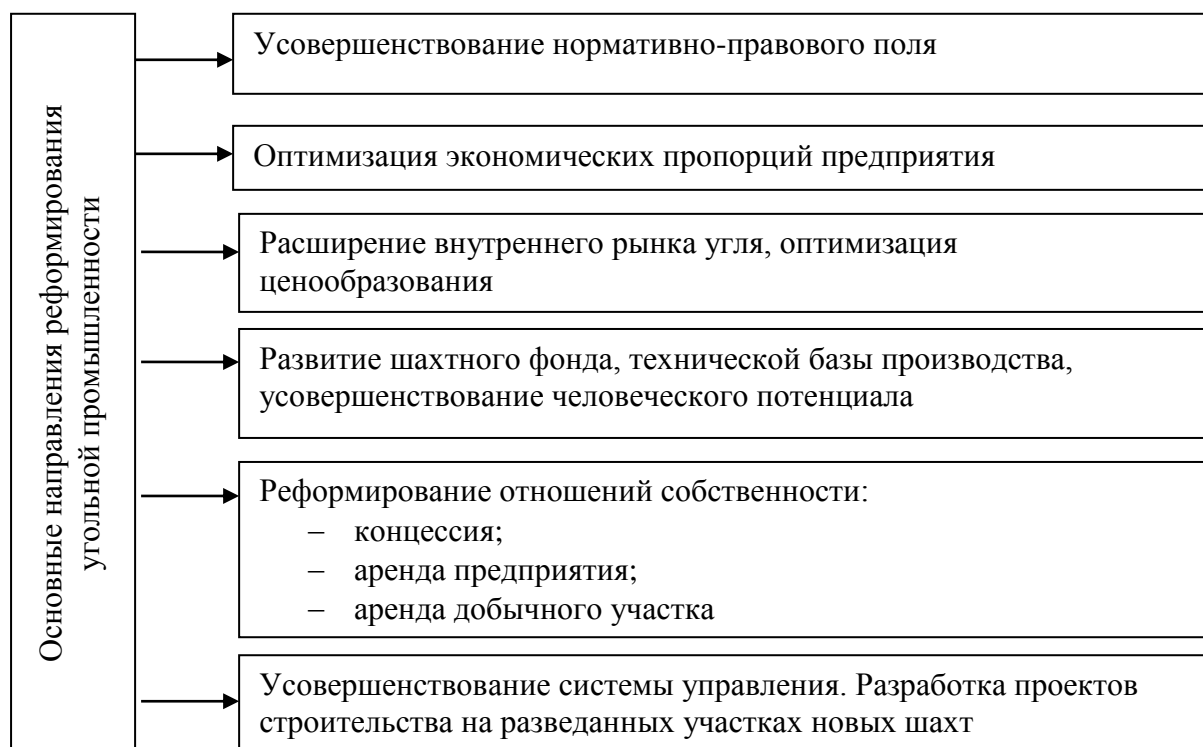 Основные направления реформирования
угольной промышленности
Усовершенствование нормативно-правового поля
Оптимизация экономических пропорций предприятия
Расширение внутреннего рынка угля, оптимизация
ценообразования
Развитие шахтного фонда, технической базы производства,
усовершенствование человеческого потенциала
Реформирование отношений собственности:
– концессия;
– аренда предприятия;
– аренда добычного участка
Усовершенствование системы управления. Разработка проектов
строительства на разведанных участках новых шахт